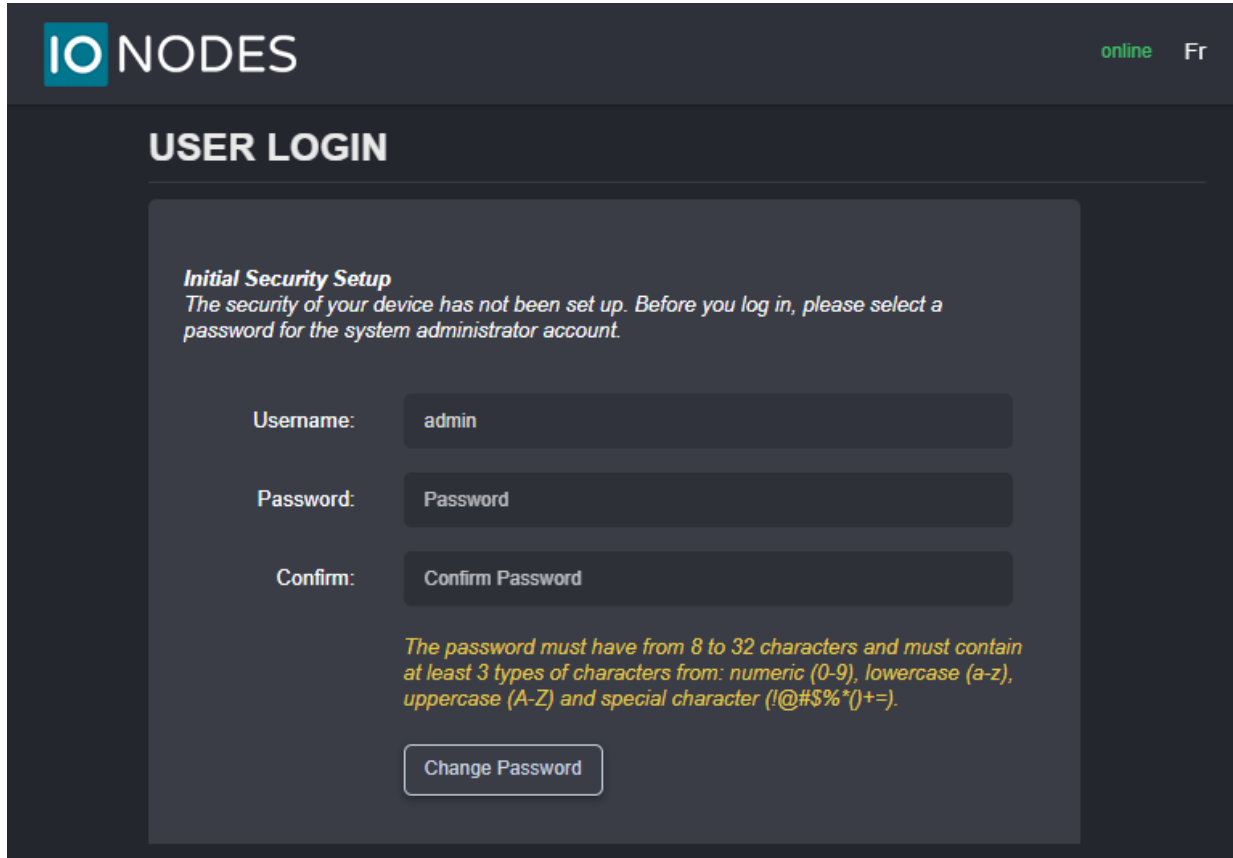 IO NODES
online Fr
USER LOGIN
Initial Security Setup
The security of your device has not been set up. Before you log in, please select a
password for the system administrator account.
Username: admin
Password: Password
Confirm: Confirm Password
The password must have from 8 to 32 characters and must contain
at least 3 types of characters from: numeric (0-9), lowercase (a-z),
uppercase (A-Z) and special character (!@#$%*()+=).
Change Password